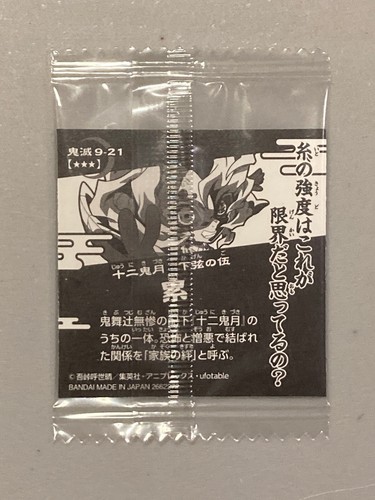 鬼滅 9-21
【★★★】
糸の強度はこれが
限界だと思ってるの?
十二鬼月 下弦の伍
累
鬼舞辻無惨の配下『十二鬼月』の
うちの一体。恐怖と憎悪で結ばれ
た関係を「家族の絆」と呼ぶ。
©吾峠呼世晴/集英社・アニプレックス・ufotable
BANDAI MADE IN JAPAN